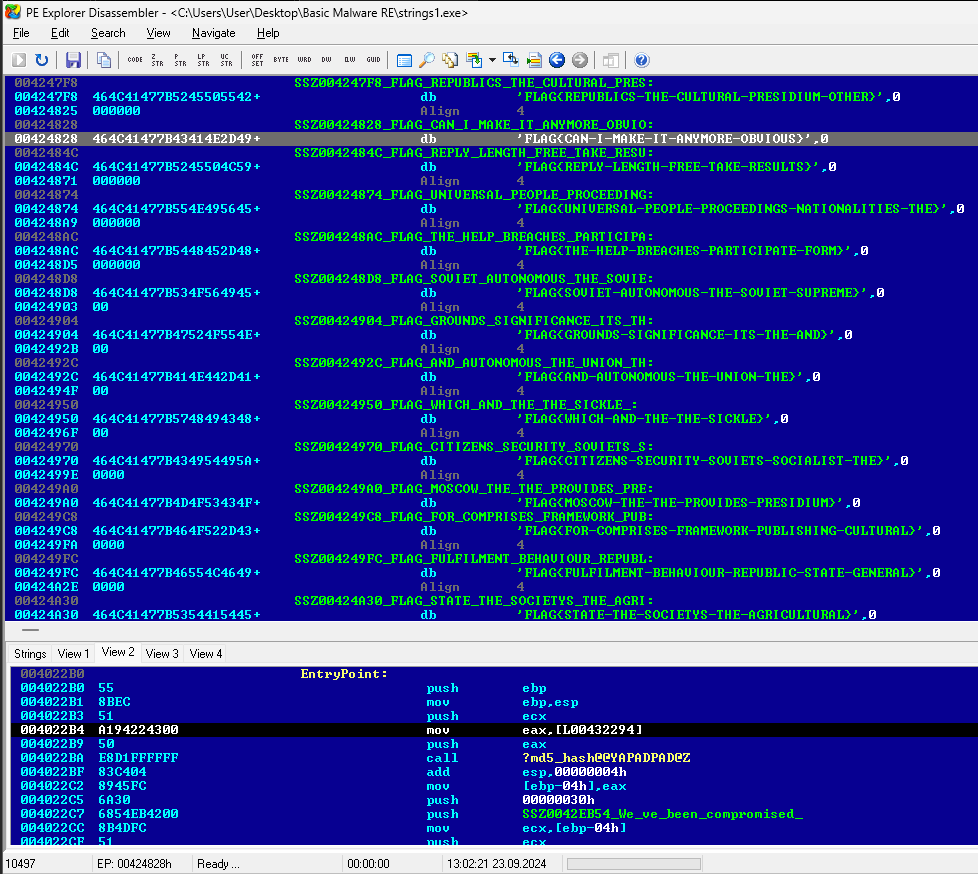 PE Explorer Disassembler - <C:\Users\User\Desktop\Basic Malware RE\strings1.exe>
File Edit Search View Navigate Help
CODE Z STR P STR LP STR UC STR OFF SET BYTE WRD DW QW GUID
004247F8 SSZ004247F8_FLAG_REPUBLICS_THE_CULTURAL_PRES:
004247F8 464C41477B5245505542+ db 'FLAG{REPUBLICS-THE-CULTURAL-PRESIDIUM-OTHER}',0
00424825 000000 Align 4
00424828 SSZ00424828_FLAG_CAN_I_MAKE_IT_ANYMORE_OBVIO:
00424828 464C41477B43414E2D49+ db 'FLAG{CAN-I-MAKE-IT-ANYMORE-OBVIOUS}',0
0042484C SSZ0042484C_FLAG_REPLY_LENGTH_FREE_TAKE_RESU:
0042484C 464C41477B5245504C59+ db 'FLAG{REPLY-LENGTH-FREE-TAKE-RESULTS}',0
00424871 000000 Align 4
00424874 SSZ00424874_FLAG_UNIVERSAL_PEOPLE_PROCEEDING:
00424874 464C41477B554E495645+ db 'FLAG{UNIVERSAL-PEOPLE-PROCEEDINGS-NATIONALITIES-THE}',0
004248A9 000000 Align 4
004248AC SSZ004248AC_FLAG_THE_HELP_BREACHES_PARTICIPA:
004248AC 464C41477B5448452D48+ db 'FLAG{THE-HELP-BREACHES-PARTICIPATE-FORM}',0
004248D5 000000 Align 4
004248D8 SSZ004248D8_FLAG_SOVIET_AUTONOMOUS_THE_SOVIE:
004248D8 464C41477B534F564945+ db 'FLAG{SOVIET-AUTONOMOUS-THE-SOVIET-SUPREME}',0
00424903 00 Align 4
00424904 SSZ00424904_FLAG_GROUNDS_SIGNIFICANCE_ITS_TH:
00424904 464C41477B47524F554E+ db 'FLAG{GROUNDS-SIGNIFICANCE-ITS-THE-AND}',0
0042492B 00 Align 4
0042492C SSZ0042492C_FLAG_AND_AUTONOMOUS_THE_UNION_TH:
0042492C 464C41477B414E442D41+ db 'FLAG{AND-AUTONOMOUS-THE-UNION-THE}',0
0042494F 00 Align 4
00424950 SSZ00424950_FLAG_WHICH_AND_THE_THE_SICKLE_:
00424950 464C41477B5748494348+ db 'FLAG{WHICH-AND-THE-THE-SICKLE}',0
0042496F 00 Align 4
00424970 SSZ00424970_FLAG_CITIZENS_SECURITY_SOVIETS_S:
00424970 464C41477B434954495A+ db 'FLAG{CITIZENS-SECURITY-SOVIETS-SOCIALIST-THE}',0
0042499E 0000 Align 4
004249A0 SSZ004249A0_FLAG_MOSCOW_THE_THE_PROVIDES_PRE:
004249A0 464C41477B4D4F53434F+ db 'FLAG{MOSCOW-THE-THE-PROVIDES-PRESIDIUM}',0
004249C8 SSZ004249C8_FLAG_FOR_COMPRISES_FRAMEWORK_PUB:
004249C8 464C41477B464F522D43+ db 'FLAG{FOR-COMPRISES-FRAMEWORK-PUBLISHING-CULTURAL}',0
004249FA 0000 Align 4
004249FC SSZ004249FC_FLAG_FULFILMENT_BEHAVIOUR_REPUBL:
004249FC 464C41477B46554C4649+ db 'FLAG{FULFILMENT-BEHAVIOUR-REPUBLIC-STATE-GENERAL}',0
00424A2E 0000 Align 4
00424A30 SSZ00424A30_FLAG_STATE_THE_SOCIETYS_THE_AGRI:
00424A30 464C41477B5354415445+ db 'FLAG{STATE-THE-SOCIETYS-THE-AGRICULTURAL}',0
Strings View 1 View 2 View 3 View 4
004022B0 EntryPoint:
004022B0 55 push ebp
004022B1 8BEC mov ebp,esp
004022B3 51 push ecx
004022B4 A194224300 mov eax,[L00432294]
004022B9 50 push eax
004022BA E8D1FFFFFF call ?md5_hash@@YAPADPAD@Z
004022BF 83C404 add esp,00000004h
004022C2 8945FC mov [ebp-04h],eax
004022C5 6A30 push 00000030h
004022C7 6854EB4200 push SSZ0042EB54_We_ve_been_compromised_
004022CC 8B4DFC mov ecx,[ebp-04h]
004022CF 51 push ecx
10497 EP: 00424828h Ready ... 00:00:00 13:02:21 23.09.2024